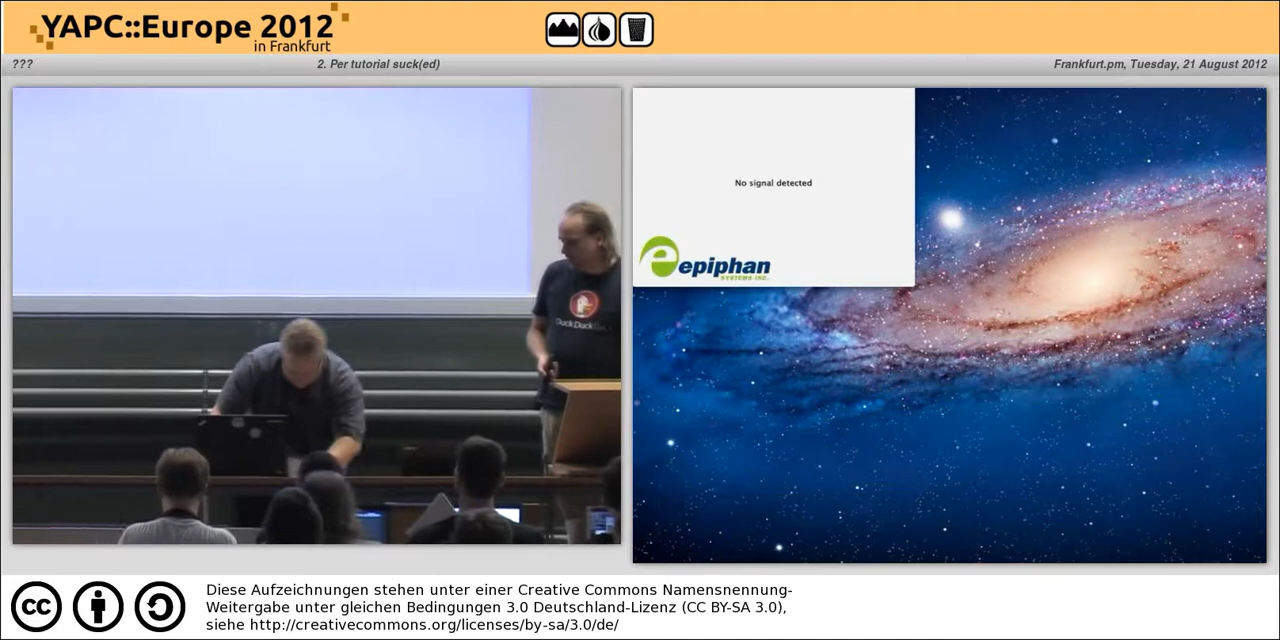 YAPC::Europe 2012
in Frankfurt
???
2. Per tutorial suck(ed)
Frankfurt.pm, Tuesday, 21 August 2012
No signal detected
epiphan
SYSTEMS INC.
DuckDuckGo
cc
Diese Aufzeichnungen stehen unter einer Creative Commons Namensnennung-
Weitergabe unter gleichen Bedingungen 3.0 Deutschland-Lizenz (CC BY-SA 3.0),
siehe http://creativecommons.org/licenses/by-sa/3.0/de/